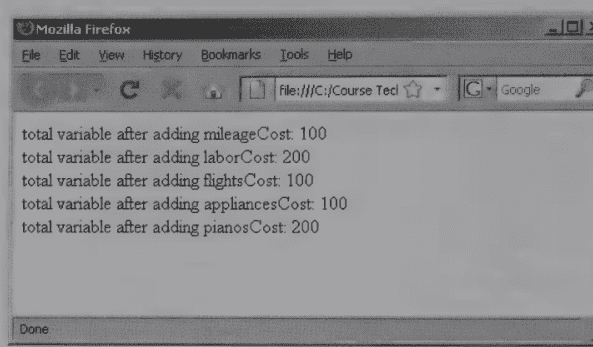 Mozilla Firefox
File Edit View History Bookmarks Tools Help
file:///C:/Course Tecl G Google
total variable after adding mileageCost: 100
total variable after adding laborCost: 200
total variable after adding flightsCost: 100
total variable after adding appliancesCost: 100
total variable after adding pianosCost: 200
Done